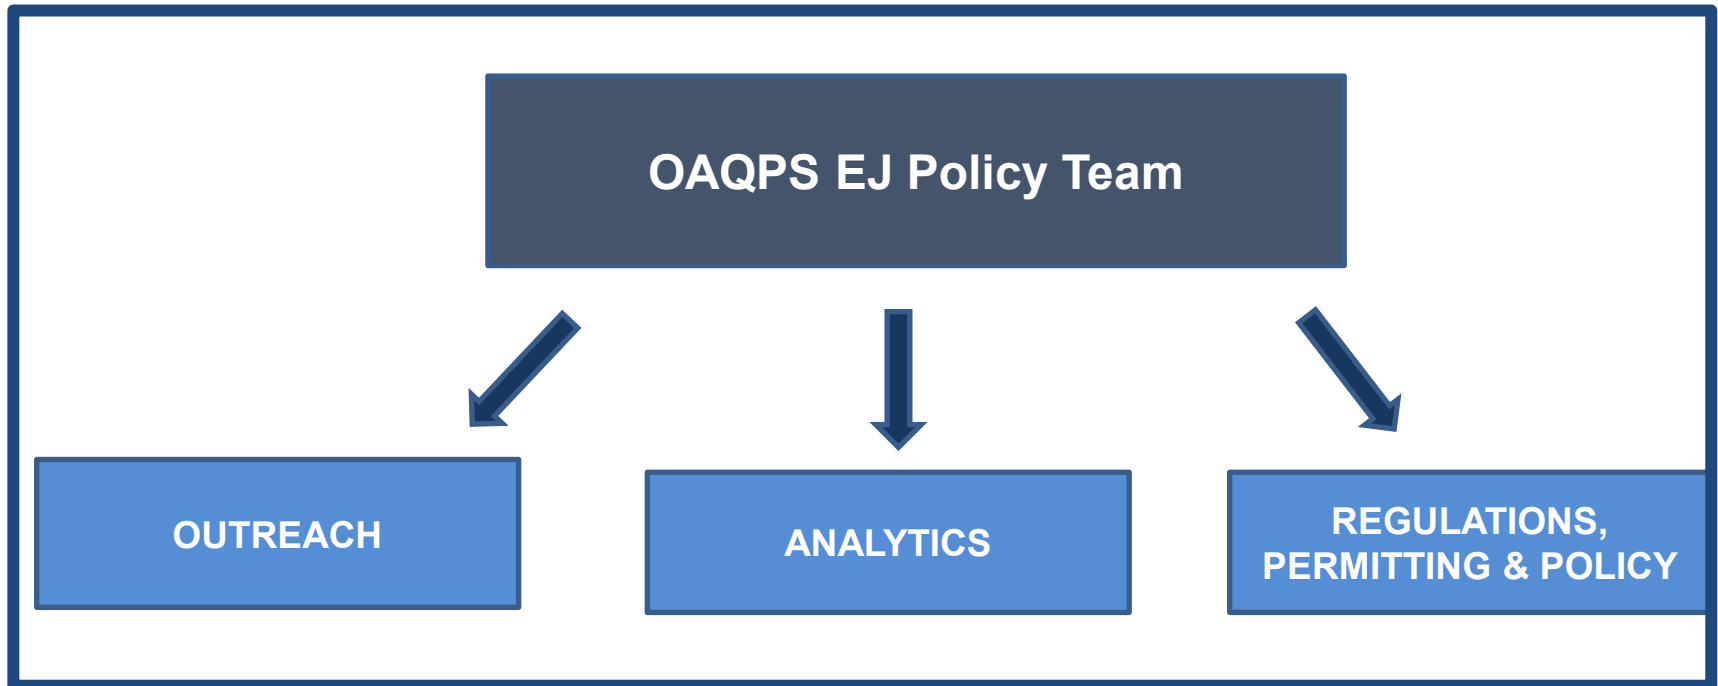 OAQPS EJ Policy Team
OUTREACH
ANALYTICS
REGULATIONS,
PERMITTING & POLICY